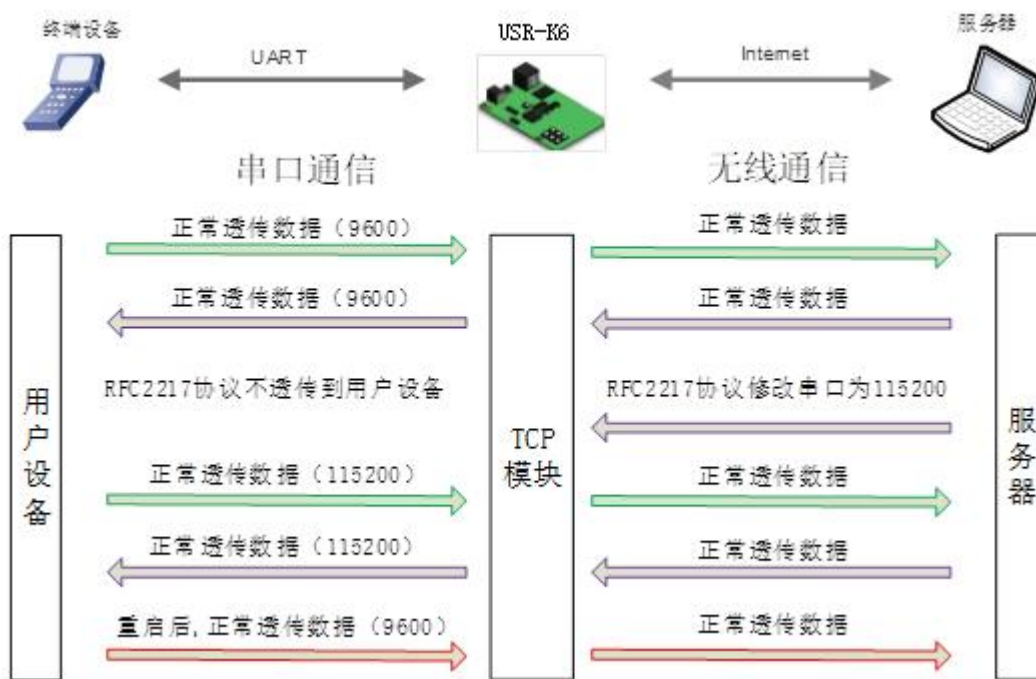 终端设备
USR-K6
服务器
UART
Internet
串口通信
无线通信
正常透传数据（9600）
正常透传数据
正常透传数据（9600）
正常透传数据
RFC2217协议不透传到用户设备
RFC2217协议修改串口为115200
用户设备
TCP
模块
服务器
正常透传数据（115200）
正常透传数据
正常透传数据（115200）
正常透传数据
重启后,正常透传数据（9600）
正常透传数据